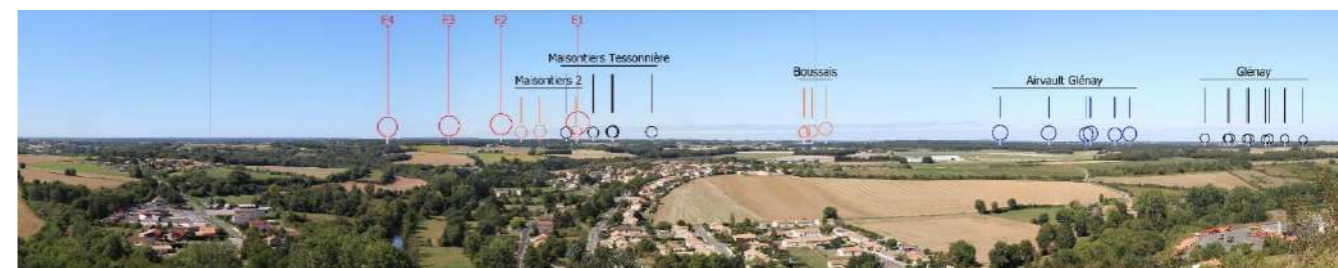 E4 E3 E2 E1
Maisontiers Tessonnière
Maisontiers 2
Boussais
Airvault Glénay
Glénay